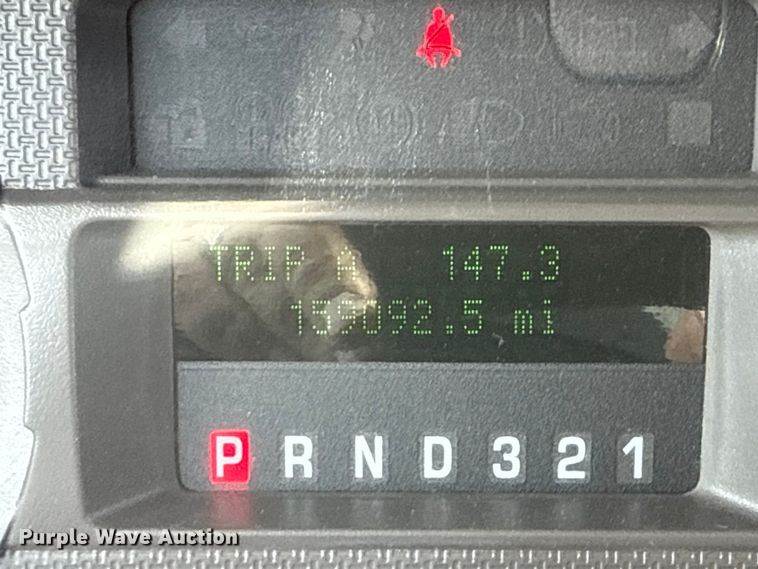 TRIP A 147.3
159092.5 mi
P R N D 3 2 1
Purple Wave Auction